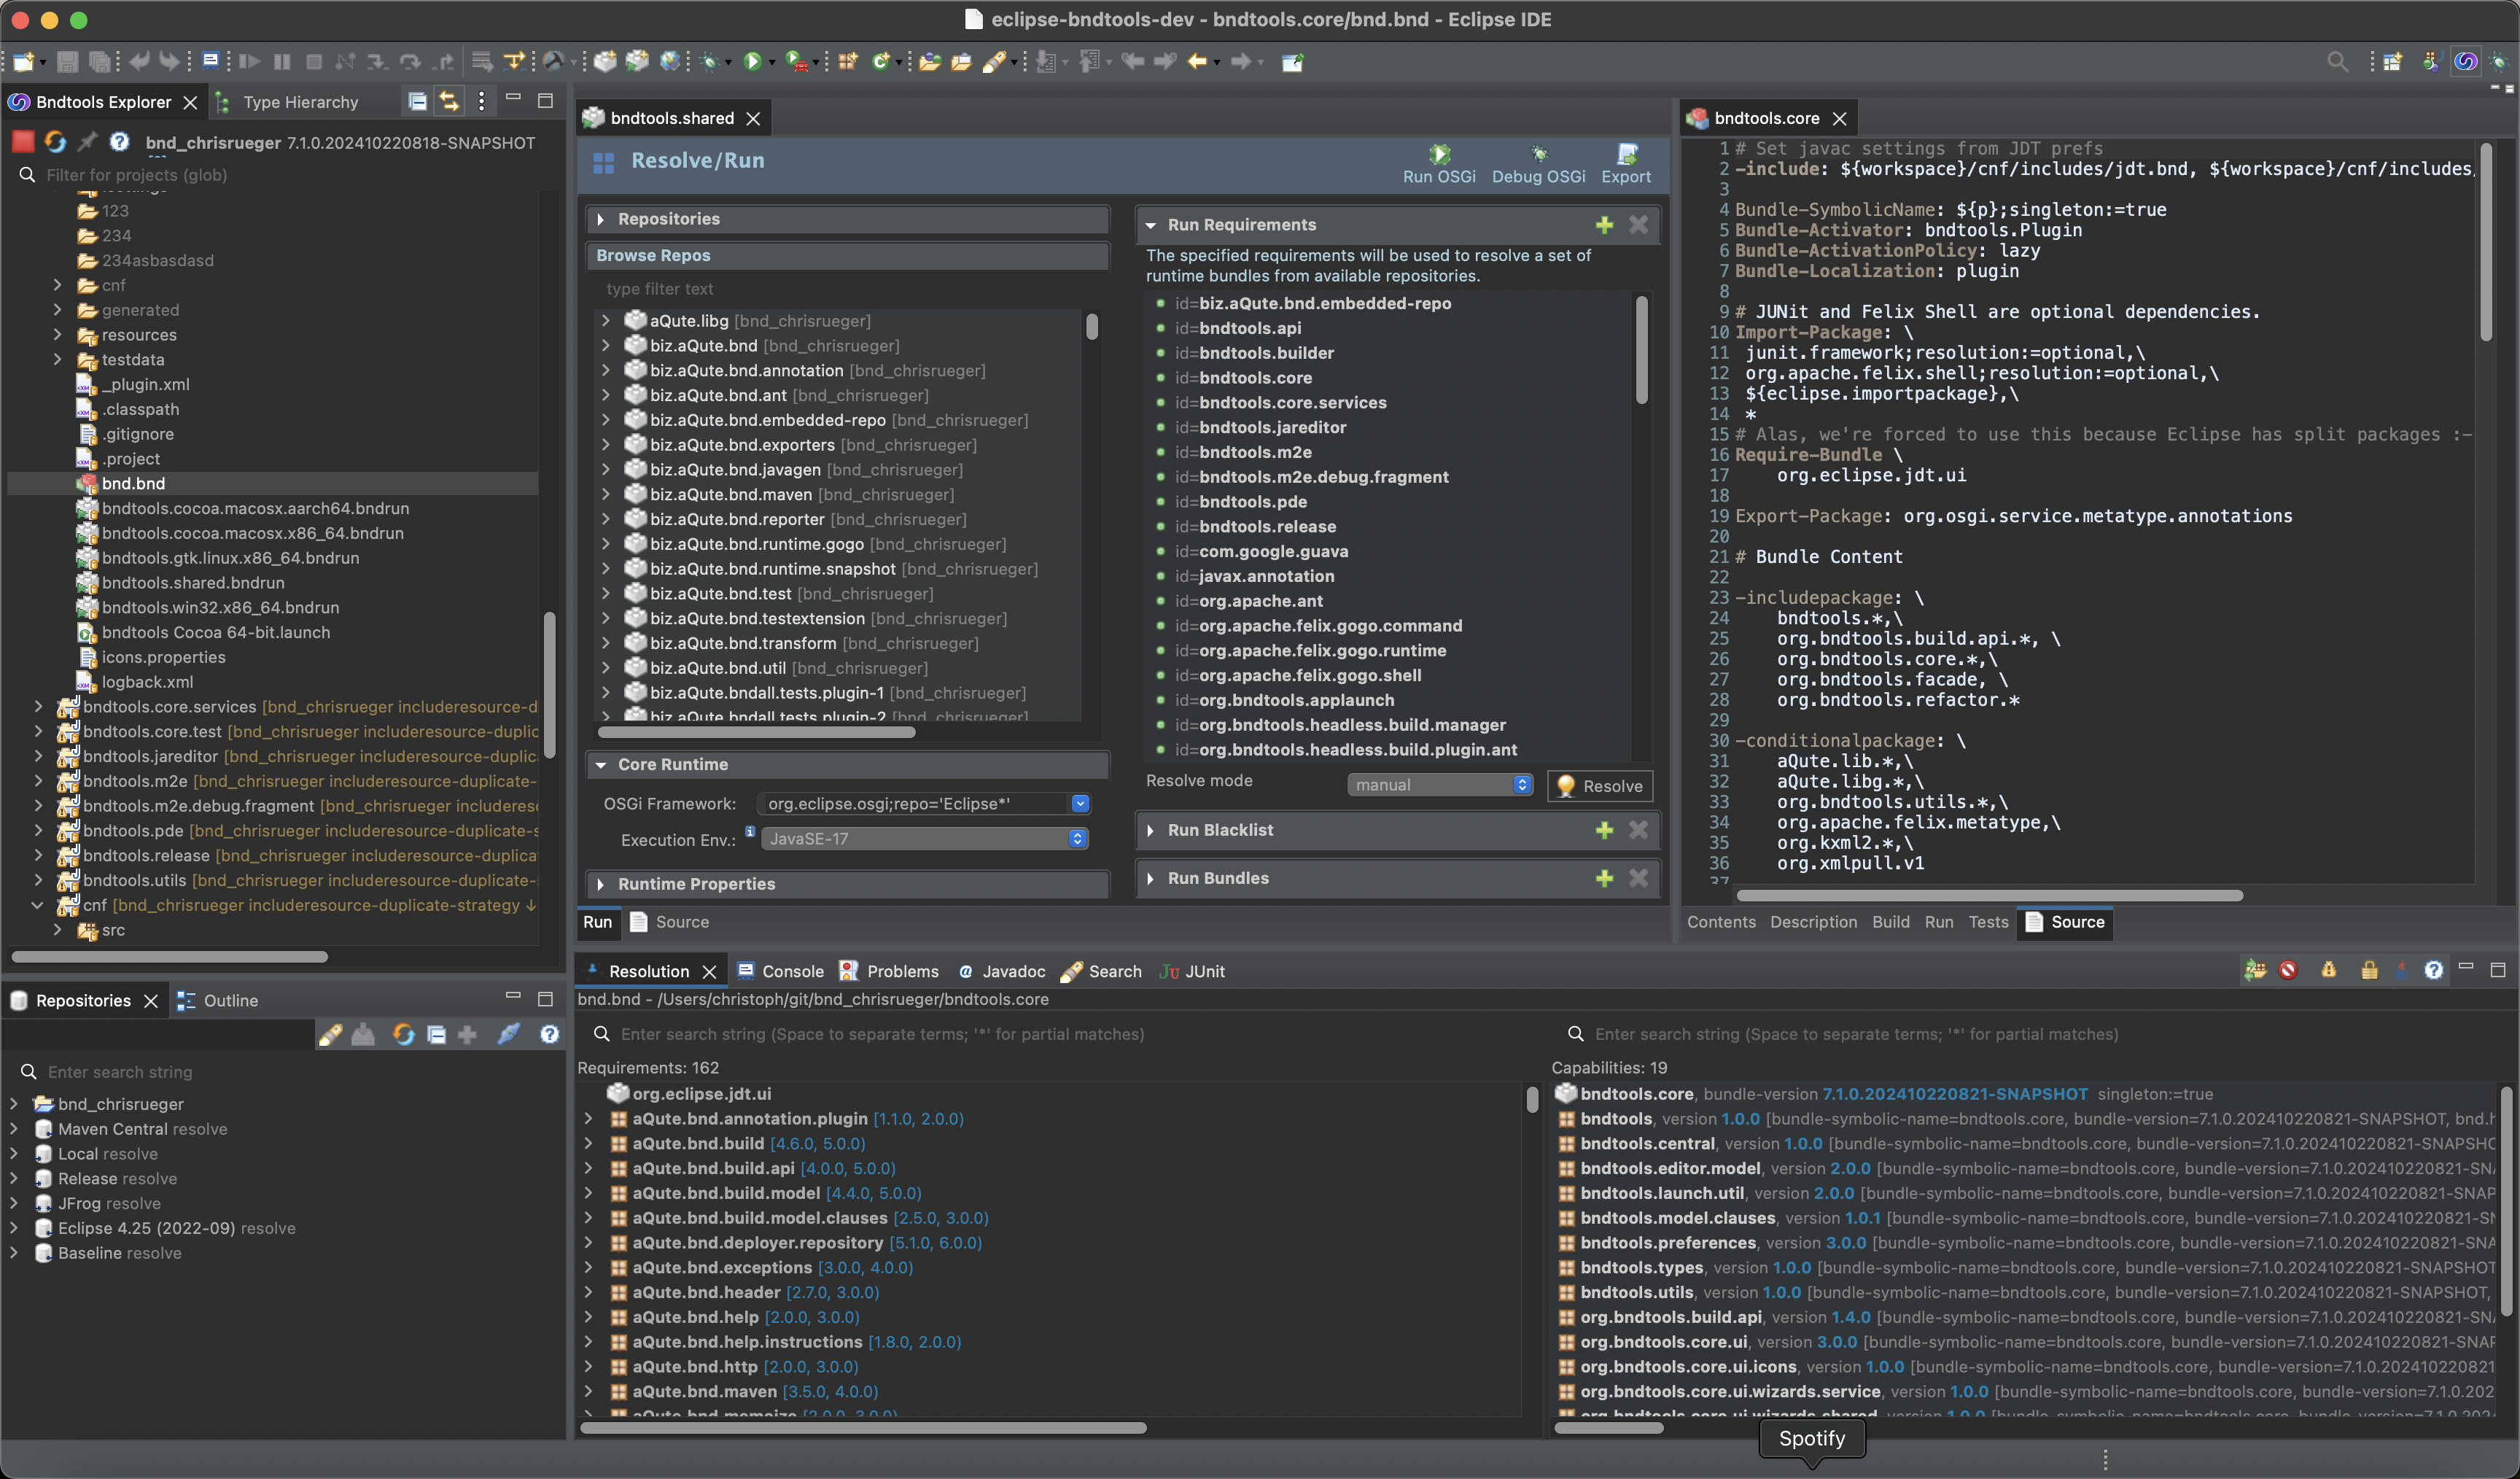 eclipse-bndtools-dev - bndtools.core/bnd.bnd - Eclipse IDE
Bndtools Explorer
Type Hierarchy
bnd_chrisrueger 7.1.0.202410220818-SNAPSHOT
Filter for projects (glob)
123
234
234asbasdasd
cnf
generated
resources
testdata
_plugin.xml
.classpath
.gitignore
.project
bnd.bnd
bndtools.cocoa.macosx.aarch64.bndrun
bndtools.cocoa.macosx.x86_64.bndrun
bndtools.gtk.linux.x86_64.bndrun
bndtools.shared.bndrun
bndtools.win32.x86_64.bndrun
bndtools Cocoa 64-bit.launch
icons.properties
logback.xml
bndtools.core.services [bnd_chrisrueger includeresource-d
bndtools.core.test [bnd_chrisrueger includeresource-duplic
bndtools.jareditor [bnd_chrisrueger includeresource-duplic
bndtools.m2e [bnd_chrisrueger includeresource-duplicate-
bndtools.m2e.debug.fragment [bnd_chrisrueger includeres
bndtools.pde [bnd_chrisrueger includeresource-duplicate-s
bndtools.release [bnd_chrisrueger includeresource-duplica
bndtools.utils [bnd_chrisrueger includeresource-duplicate-
cnf [bnd_chrisrueger includeresource-duplicate-strategy ↓
src
Repositories
Outline
Enter search string
bnd_chrisrueger
Maven Central resolve
Local resolve
Release resolve
JFrog resolve
Eclipse 4.25 (2022-09) resolve
Baseline resolve
bndtools.shared
Resolve/Run
Run OSGi
Debug OSGi
Export
Repositories
Browse Repos
type filter text
aQute.libg [bnd_chrisrueger]
biz.aQute.bnd [bnd_chrisrueger]
biz.aQute.bnd.annotation [bnd_chrisrueger]
biz.aQute.bnd.ant [bnd_chrisrueger]
biz.aQute.bnd.embedded-repo [bnd_chrisrueger]
biz.aQute.bnd.exporters [bnd_chrisrueger]
biz.aQute.bnd.javagen [bnd_chrisrueger]
biz.aQute.bnd.maven [bnd_chrisrueger]
biz.aQute.bnd.reporter [bnd_chrisrueger]
biz.aQute.bnd.runtime.gogo [bnd_chrisrueger]
biz.aQute.bnd.runtime.snapshot [bnd_chrisrueger]
biz.aQute.bnd.test [bnd_chrisrueger]
biz.aQute.bnd.testextension [bnd_chrisrueger]
biz.aQute.bnd.transform [bnd_chrisrueger]
biz.aQute.bnd.util [bnd_chrisrueger]
biz.aQute.bndall.tests.plugin-1 [bnd_chrisrueger]
biz.aQute.bndall.tests.plugin-2 [bnd_chrisrueger]
Core Runtime
OSGi Framework: org.eclipse.osgi;repo='Eclipse*'
Execution Env.: JavaSE-17
Runtime Properties
Run
Source
Run Requirements
The specified requirements will be used to resolve a set of
runtime bundles from available repositories.
id=biz.aQute.bnd.embedded-repo
id=bndtools.api
id=bndtools.builder
id=bndtools.core
id=bndtools.core.services
id=bndtools.jareditor
id=bndtools.m2e
id=bndtools.m2e.debug.fragment
id=bndtools.pde
id=bndtools.release
id=com.google.guava
id=javax.annotation
id=org.apache.ant
id=org.apache.felix.gogo.command
id=org.apache.felix.gogo.runtime
id=org.apache.felix.gogo.shell
id=org.bndtools.applaunch
id=org.bndtools.headless.build.manager
id=org.bndtools.headless.build.plugin.ant
Resolve mode
manual
Resolve
Run Blacklist
Run Bundles
bndtools.core
1 # Set javac settings from JDT prefs
2 -include: ${workspace}/cnf/includes/jdt.bnd, ${workspace}/cnf/includes,
3
4 Bundle-SymbolicName: ${p};singleton:=true
5 Bundle-Activator: bndtools.Plugin
6 Bundle-ActivationPolicy: lazy
7 Bundle-Localization: plugin
8
9 # JUNit and Felix Shell are optional dependencies.
10 Import-Package: \
11 junit.framework;resolution:=optional,\
12 org.apache.felix.shell;resolution:=optional,\
13 ${eclipse.importpackage},\
14 *
15 # Alas, we're forced to use this because Eclipse has split packages :-
16 Require-Bundle \
17 org.eclipse.jdt.ui
18
19 Export-Package: org.osgi.service.metatype.annotations
20
21 # Bundle Content
22
23 -includepackage: \
24 bndtools.*,\
25 org.bndtools.build.api.*, \
26 org.bndtools.core.*,\
27 org.bndtools.facade, \
28 org.bndtools.refactor.*
29
30 -conditionalpackage: \
31 aQute.lib.*,\
32 aQute.libg.*,\
33 org.bndtools.utils.*,\
34 org.apache.felix.metatype,\
35 org.kxml2.*,\
36 org.xmlpull.v1
37
Contents
Description
Build
Run
Tests
Source
Resolution
Console
Problems
Javadoc
Search
JUnit
bnd.bnd - /Users/christoph/git/bnd_chrisrueger/bndtools.core
Enter search string (Space to separate terms; '*' for partial matches)
Requirements: 162
org.eclipse.jdt.ui
aQute.bnd.annotation.plugin [1.1.0, 2.0.0)
aQute.bnd.build [4.6.0, 5.0.0)
aQute.bnd.build.api [4.0.0, 5.0.0)
aQute.bnd.build.model [4.4.0, 5.0.0)
aQute.bnd.build.model.clauses [2.5.0, 3.0.0)
aQute.bnd.deployer.repository [5.1.0, 6.0.0)
aQute.bnd.exceptions [3.0.0, 4.0.0)
aQute.bnd.header [2.7.0, 3.0.0)
aQute.bnd.help [2.0.0, 3.0.0)
aQute.bnd.help.instructions [1.8.0, 2.0.0)
aQute.bnd.http [2.0.0, 3.0.0)
aQute.bnd.maven [3.5.0, 4.0.0)
aQute.bnd.memoize [2.0.0, 3.0.0)
Enter search string (Space to separate terms; '*' for partial matches)
Capabilities: 19
bndtools.core, bundle-version 7.1.0.202410220821-SNAPSHOT singleton:=true
bndtools, version 1.0.0 [bundle-symbolic-name=bndtools.core, bundle-version=7.1.0.202410220821-SNAPSHOT, bnd.h
bndtools.central, version 1.0.0 [bundle-symbolic-name=bndtools.core, bundle-version=7.1.0.202410220821-SNAPSHO
bndtools.editor.model, version 2.0.0 [bundle-symbolic-name=bndtools.core, bundle-version=7.1.0.202410220821-SNA
bndtools.launch.util, version 2.0.0 [bundle-symbolic-name=bndtools.core, bundle-version=7.1.0.202410220821-SNAP
bndtools.model.clauses, version 1.0.1 [bundle-symbolic-name=bndtools.core, bundle-version=7.1.0.202410220821-SN
bndtools.preferences, version 3.0.0 [bundle-symbolic-name=bndtools.core, bundle-version=7.1.0.202410220821-SNA
bndtools.types, version 1.0.0 [bundle-symbolic-name=bndtools.core, bundle-version=7.1.0.202410220821-SNAPSHOT
bndtools.utils, version 1.0.0 [bundle-symbolic-name=bndtools.core, bundle-version=7.1.0.202410220821-SNAPSHOT,
org.bndtools.build.api, version 1.4.0 [bundle-symbolic-name=bndtools.core, bundle-version=7.1.0.202410220821-SNA
org.bndtools.core.ui, version 3.0.0 [bundle-symbolic-name=bndtools.core, bundle-version=7.1.0.202410220821-SNAP
org.bndtools.core.ui.icons, version 1.0.0 [bundle-symbolic-name=bndtools.core, bundle-version=7.1.0.202410220821
org.bndtools.core.ui.wizards.service, version 1.0.0 [bundle-symbolic-name=bndtools.core, bundle-version=7.1.0.202
org.bndtools.core.ui.wizards.shared, version 1.0.0 [bundle-symbolic-name=bndtools.core, bundle-version=7.1.0.202
Spotify